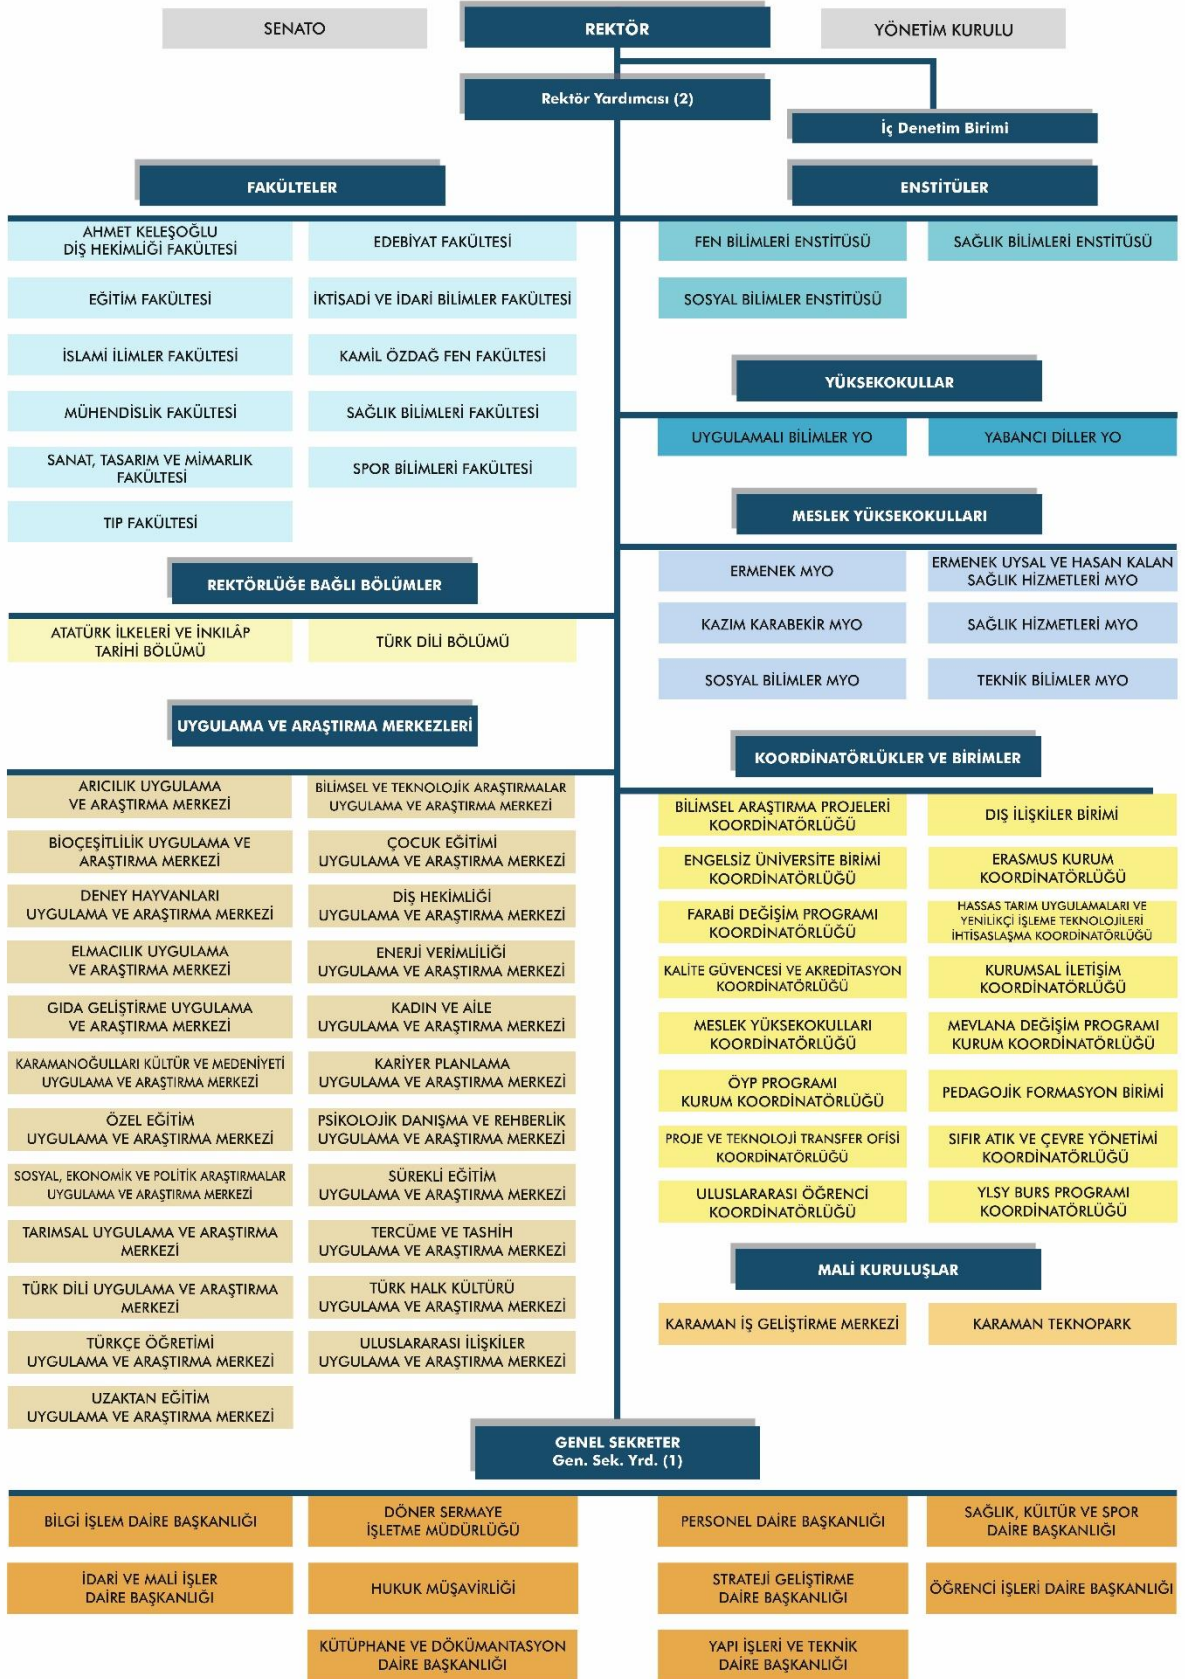 SENATO
REKTÖR
YÖNETİM KURULU
Rektör Yardımcısı (2)
İç Denetim Birimi
FAKÜLTELER
AHMET KELEŞOĞLU
DİŞ HEKİMLİĞİ FAKÜLTESİ
EDEBİYAT FAKÜLTESİ
EĞİTİM FAKÜLTESİ
İKTİSADİ VE İDARİ BİLİMLER FAKÜLTESİ
İSLAMİ İLİMLER FAKÜLTESİ
KAMİL ÖZDAĞ FEN FAKÜLTESİ
MÜHENDİSLİK FAKÜLTESİ
SAĞLIK BİLİMLERİ FAKÜLTESİ
SANAT, TASARIM VE MİMARLIK
FAKÜLTESİ
SPOR BİLİMLERİ FAKÜLTESİ
TIP FAKÜLTESİ
REKTÖRLÜĞE BAĞLI BÖLÜMLER
ATATÜRK İLKELERİ VE İNKILÂP
TARİHİ BÖLÜMÜ
TÜRK DİLİ BÖLÜMÜ
UYGULAMA VE ARAŞTIRMA MERKEZLERİ
ARICILIK UYGULAMA
VE ARAŞTIRMA MERKEZİ
BİLİMSEL VE TEKNOLOJİK ARAŞTIRMALAR
UYGULAMA VE ARAŞTIRMA MERKEZİ
BİOÇEŞİTLİLİK UYGULAMA VE
ARAŞTIRMA MERKEZİ
ÇOCUK EĞİTİMİ
UYGULAMA VE ARAŞTIRMA MERKEZİ
DENEY HAYVANLARI
UYGULAMA VE ARAŞTIRMA MERKEZİ
DİŞ HEKİMLİĞİ
UYGULAMA VE ARAŞTIRMA MERKEZİ
ELMACILIK UYGULAMA
VE ARAŞTIRMA MERKEZİ
ENERJİ VERİMLİLİĞİ
UYGULAMA VE ARAŞTIRMA MERKEZİ
GIDA GELİŞTİRME UYGULAMA
VE ARAŞTIRMA MERKEZİ
KADIN VE AİLE
UYGULAMA VE ARAŞTIRMA MERKEZİ
KARAMANOĞULLARI KÜLTÜR VE MEDENİYETİ
UYGULAMA VE ARAŞTIRMA MERKEZİ
KARİYER PLANLAMA
UYGULAMA VE ARAŞTIRMA MERKEZİ
ÖZEL EĞİTİM
UYGULAMA VE ARAŞTIRMA MERKEZİ
PSİKOLOJİK DANIŞMA VE REHBERLİK
UYGULAMA VE ARAŞTIRMA MERKEZİ
SOSYAL, EKONOMİK VE POLİTİK ARAŞTIRMALAR
UYGULAMA VE ARAŞTIRMA MERKEZİ
SÜREKLİ EĞİTİM
UYGULAMA VE ARAŞTIRMA MERKEZİ
TARIMSAL UYGULAMA VE ARAŞTIRMA
MERKEZİ
TERCÜME VE TASHİH
UYGULAMA VE ARAŞTIRMA MERKEZİ
TÜRK DİLİ UYGULAMA VE ARAŞTIRMA
MERKEZİ
TÜRK HALK KÜLTÜRÜ
UYGULAMA VE ARAŞTIRMA MERKEZİ
TÜRKÇE ÖĞRETİMİ
UYGULAMA VE ARAŞTIRMA MERKEZİ
ULUSLARARASI İLİŞKİLER
UYGULAMA VE ARAŞTIRMA MERKEZİ
UZAKTAN EĞİTİM
UYGULAMA VE ARAŞTIRMA MERKEZİ
ENSTİTÜLER
FEN BİLİMLERİ ENSTİTÜSÜ
SAĞLIK BİLİMLERİ ENSTİTÜSÜ
SOSYAL BİLİMLER ENSTİTÜSÜ
YÜKSEKOKULLAR
UYGULAMALI BİLİMLER YO
YABANCI DİLLER YO
MESLEK YÜKSEKOKULLARI
ERMENEK MYO
ERMENEK UYSAL VE HASAN KALAN
SAĞLIK HİZMETLERİ MYO
KAZIM KARABEKİR MYO
SAĞLIK HİZMETLERİ MYO
SOSYAL BİLİMLER MYO
TEKNİK BİLİMLER MYO
KOORDİNATÖRLÜKLER VE BİRİMLER
BİLİMSEL ARAŞTIRMA PROJELERİ
KOORDİNATÖRLÜĞÜ
DIŞ İLİŞKİLER BİRİMİ
ENGELSİZ ÜNİVERSİTE BİRİMİ
KOORDİNATÖRLÜĞÜ
ERASMUS KURUM
KOORDİNATÖRLÜĞÜ
FARABİ DEĞİŞİM PROGRAMI
KOORDİNATÖRLÜĞÜ
HASSAS TARIM UYGULAMALARI VE
YENİLİKÇİ İŞLEME TEKNOLOJİLERİ
İHTİSASLAŞMA KOORDİNATÖRLÜĞÜ
KALİTE GÜVENCESİ VE AKREDİTASYON
KOORDİNATÖRLÜĞÜ
KURUMSAL İLETİŞİM
KOORDİNATÖRLÜĞÜ
MESLEK YÜKSEKOKULLARI
KOORDİNATÖRLÜĞÜ
MEVLANA DEĞİŞİM PROGRAMI
KURUM KOORDİNATÖRLÜĞÜ
ÖYP PROGRAMI
KURUM KOORDİNATÖRLÜĞÜ
PEDAGOJİK FORMASYON BİRİMİ
PROJE VE TEKNOLOJİ TRANSFER OFİSİ
KOORDİNATÖRLÜĞÜ
SIFIR ATIK VE ÇEVRE YÖNETİMİ
KOORDİNATÖRLÜĞÜ
ULUSLARARASI ÖĞRENCİ
KOORDİNATÖRLÜĞÜ
YLSY BURS PROGRAMI
KOORDİNATÖRLÜĞÜ
MALİ KURULUŞLAR
KARAMAN İŞ GELİŞTİRME MERKEZİ
KARAMAN TEKNOPARK
GENEL SEKRETER
Gen. Sek. Yrd. (1)
BİLGİ İŞLEM DAİRE BAŞKANLIĞI
DÖNER SERMAYE
İŞLETME MÜDÜRLÜĞÜ
PERSONEL DAİRE BAŞKANLIĞI
SAĞLIK, KÜLTÜR VE SPOR
DAİRE BAŞKANLIĞI
İDARİ VE MALİ İŞLER
DAİRE BAŞKANLIĞI
HUKUK MÜŞAVİRLİĞİ
STRATEJİ GELİŞTİRME
DAİRE BAŞKANLIĞI
ÖĞRENCİ İŞLERİ DAİRE BAŞKANLIĞI
KÜTÜPHANE VE DÖKÜMANTASYON
DAİRE BAŞKANLIĞI
YAPI İŞLERİ VE TEKNİK
DAİRE BAŞKANLIĞI